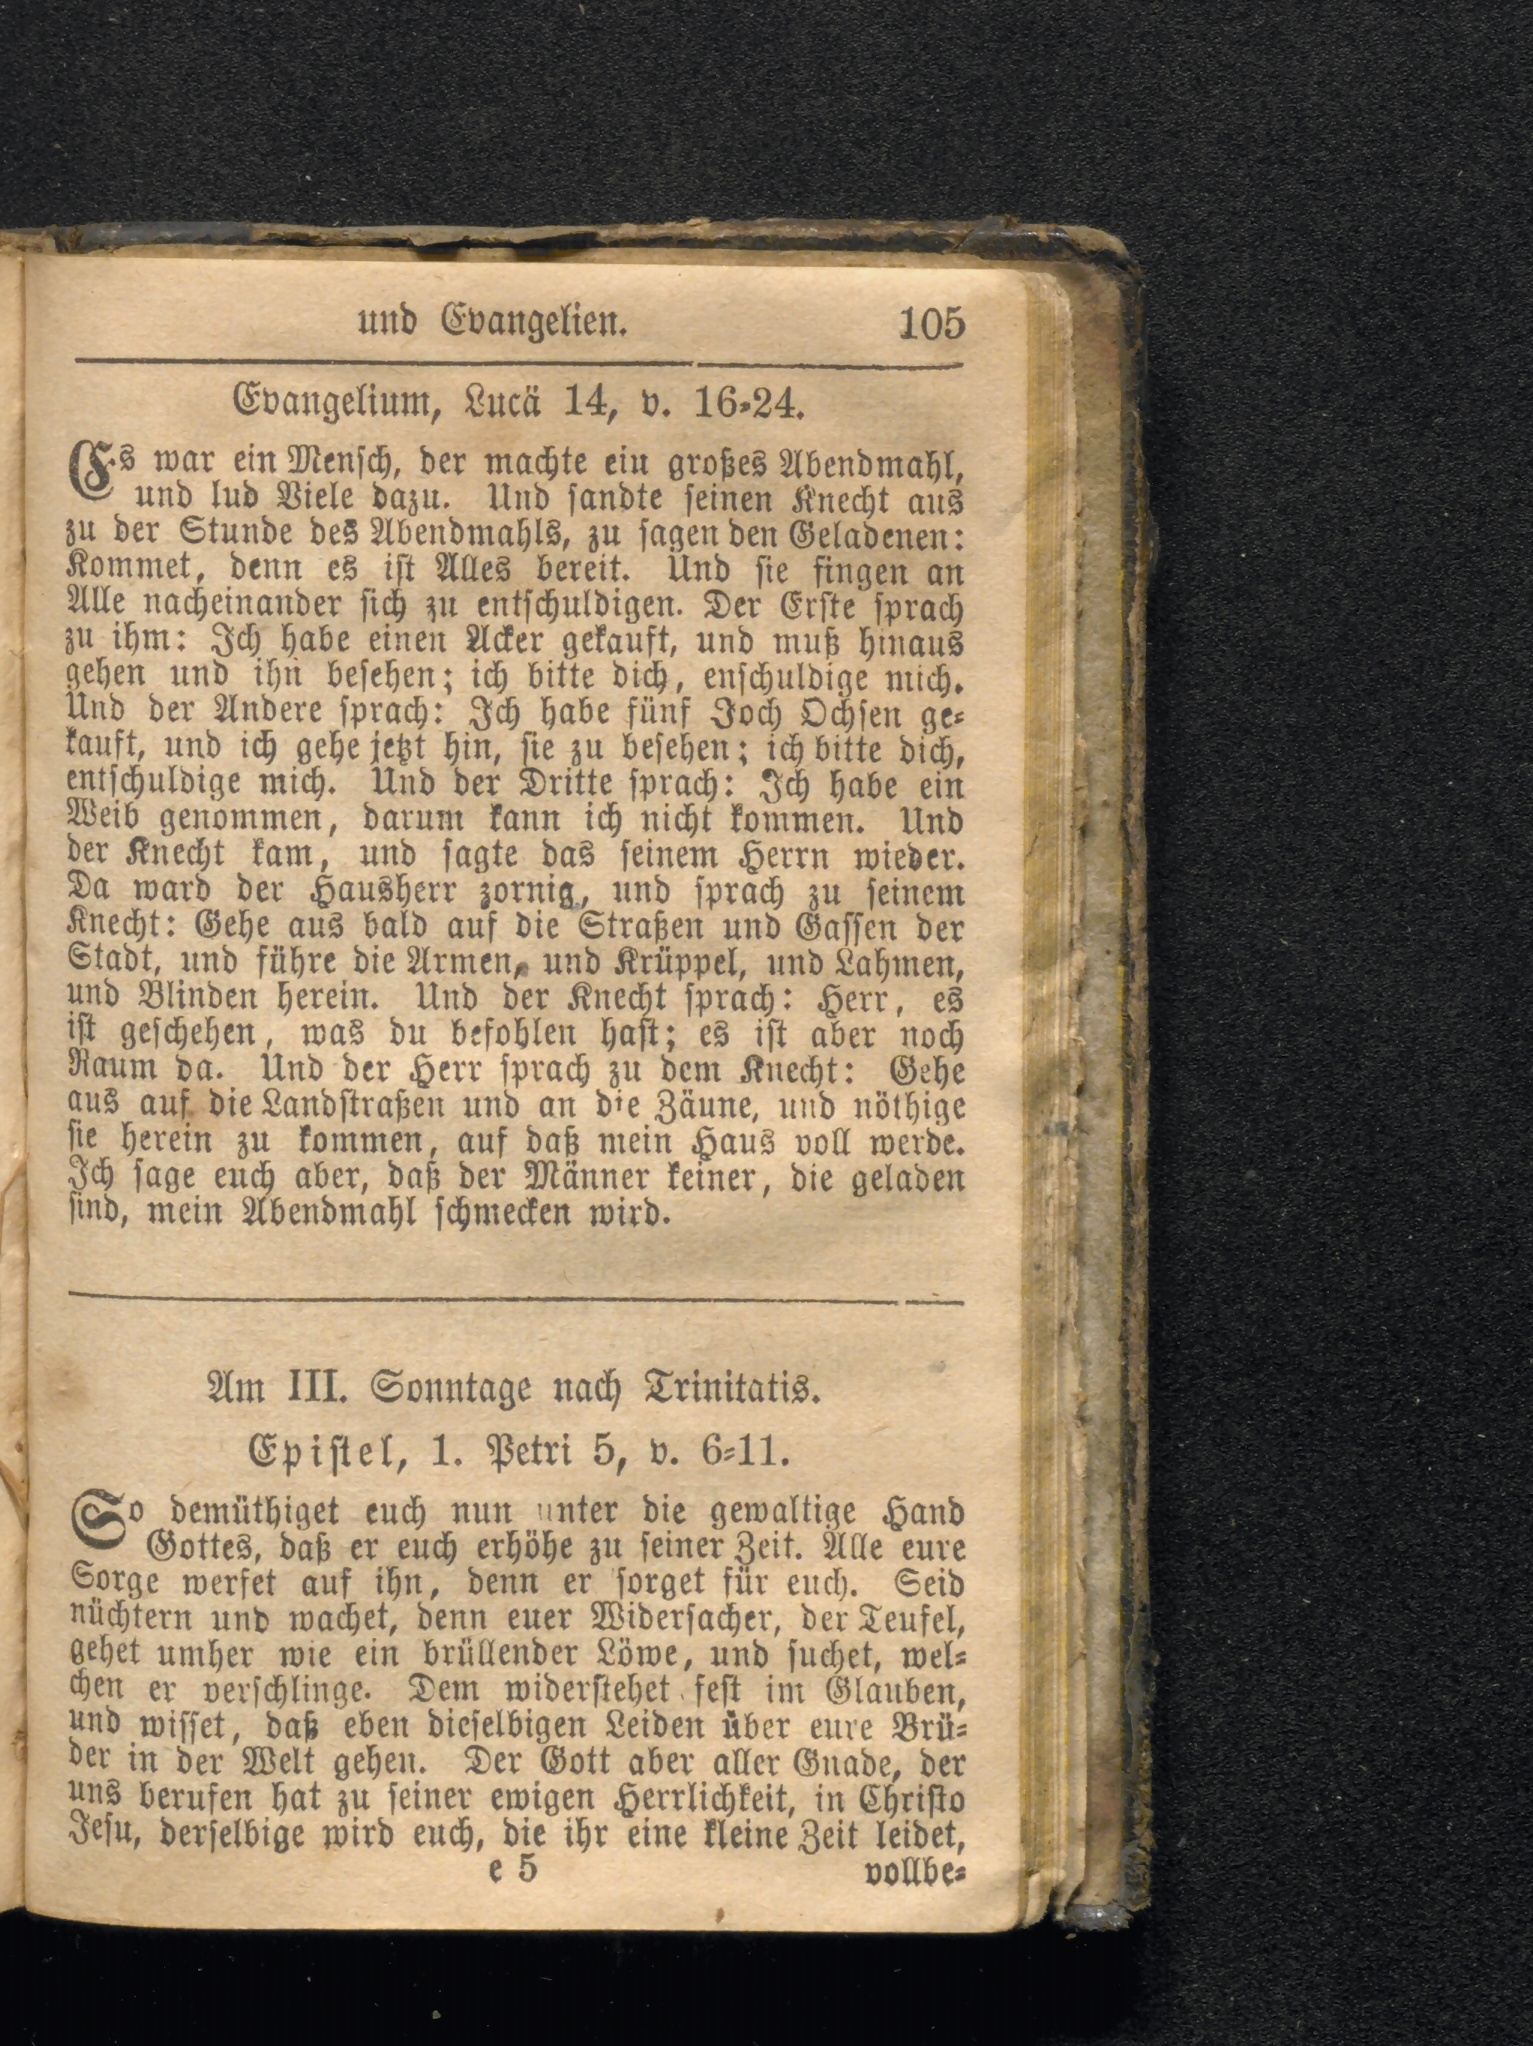 und Evangelien. 105
Evangelium, Lucä 14, v. 16-24.
Es war ein Mensch, der machte ein großes Abendmahl,
und lud Viele dazu. Und sandte seinen Knecht aus
zu der Stunde des Abendmahls, zu sagen den Geladenen:
Kommet, denn es ist Alles bereit. Und sie fingen an
Alle nacheinander sich zu entschuldigen. Der Erste sprach
zu ihm: Ich habe einen Acker gekauft, und muß hinaus
gehen und ihn besehen; ich bitte dich, enschuldige mich.
Und der Andere sprach: Ich habe fünf Joch Ochsen ge-
kauft, und ich gehe jetzt hin, sie zu besehen; ich bitte dich,
entschuldige mich. Und der Dritte sprach: Ich habe ein
Weib genommen, darum kann ich nicht kommen. Und
der Knecht kam, und sagte das seinem Herrn wieder.
Da ward der Hausherr zornig, und sprach zu seinem
Knecht: Gehe aus bald auf die Straßen und Gassen der
Stadt, und führe die Armen, und Krüppel, und Lahmen,
und Blinden herein. Und der Knecht sprach: Herr, es
ist geschehen, was du befohlen hast; es ist aber noch
Raum da. Und der Herr sprach zu dem Knecht: Gehe
aus auf die Landstraßen und an die Zäune, und nöthige
sie herein zu kommen, auf daß mein Haus voll werde.
Ich sage euch aber, daß der Männer keiner, die geladen
sind, mein Abendmahl schmecken wird.
Am III. Sonntage nach Trinitatis.
Epistel, 1. Petri 5, v. 6-11.
So demüthiget euch nun unter die gewaltige Hand
Gottes, daß er euch erhöhe zu seiner Zeit. Alle eure
Sorge werfet auf ihn, denn er sorget für euch. Seid
nüchtern und wachet, denn euer Widersacher, der Teufel,
gehet umher wie ein brüllender Löwe, und suchet, wel-
chen er verschlinge. Dem widerstehet fest im Glauben,
und wisset, daß eben dieselbigen Leiden über eure Brü-
der in der Welt gehen. Der Gott aber aller Gnade, der
uns berufen hat zu seiner ewigen Herrlichkeit, in Christo
Jesu, derselbige wird euch, die ihr eine kleine Zeit leidet,
e 5 vollbe-